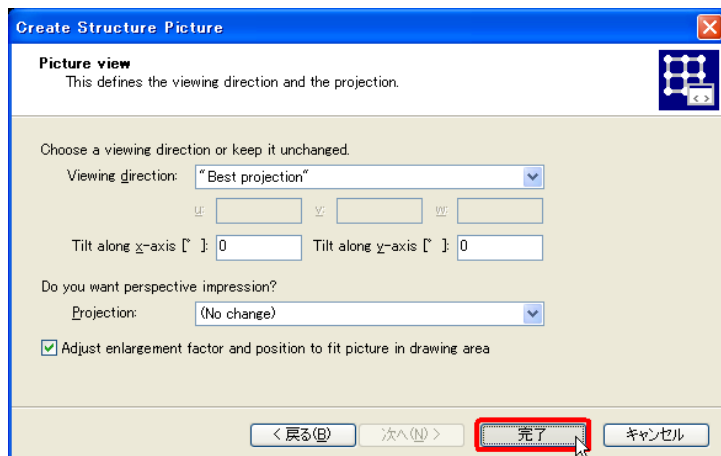 Create Structure Picture
Picture view
This defines the viewing direction and the projection.
Choose a viewing direction or keep it unchanged.
Viewing direction: "Best projection"
u: v: w:
Tilt along x-axis [° ]: 0 Tilt along y-axis [° ]: 0
Do you want perspective impression?
Projection: (No change)
Adjust enlargement factor and position to fit picture in drawing area
< 戻る(B) 次へ(N) > 完了 キャンセル